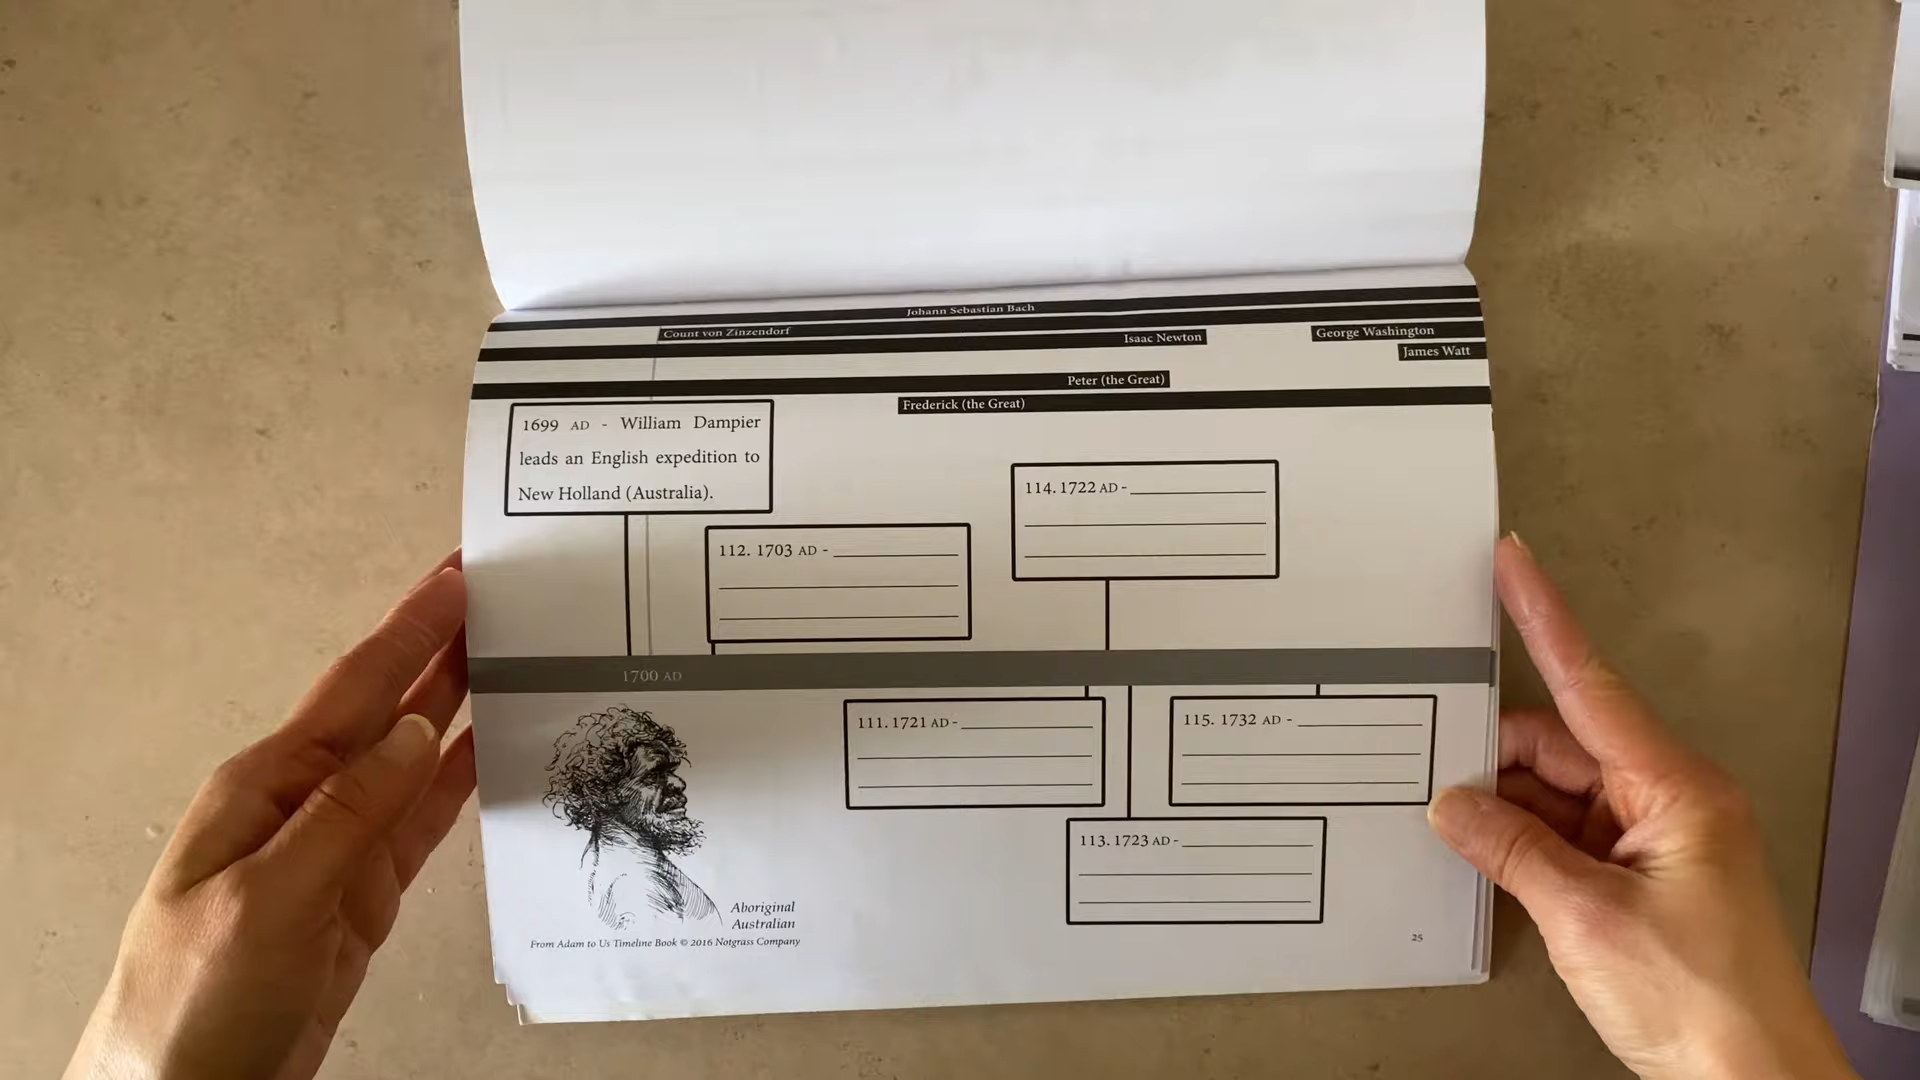 Johann Sebastian Bach
Count von Zinzendorf
Isaac Newton
George Washington
James Watt
Peter (the Great)
Frederick (the Great)
1699 AD - William Dampier
leads an English expedition to
New Holland (Australia).
114. 1722 AD -
112. 1703 AD -
1700 AD
111. 1721 AD -
115. 1732 AD -
113. 1723 AD -
Aboriginal
Australian
From Adam to Us Timeline Book © 2016 Notgrass Company
25